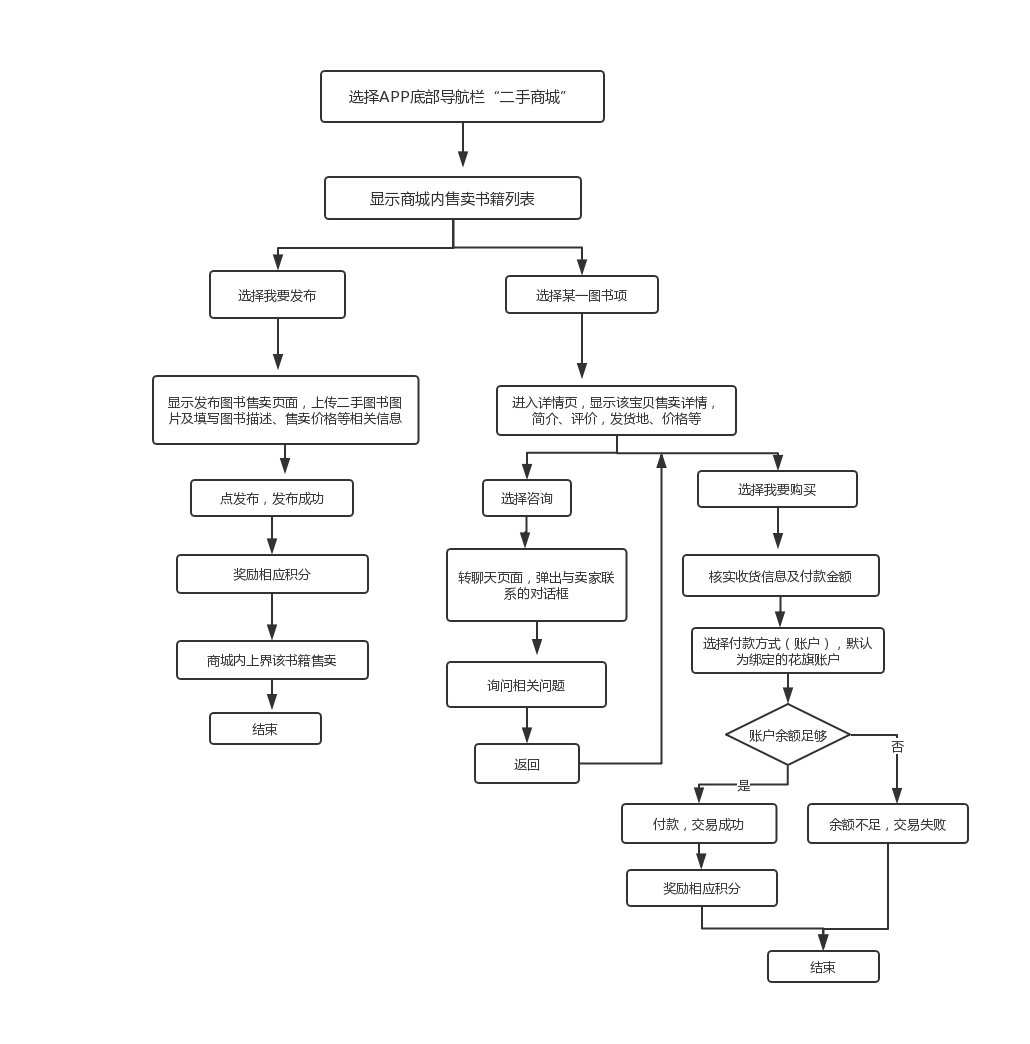 选择APP底部导航栏“二手商城”
显示商城内售卖书籍列表
选择我要发布
选择某一图书项
显示发布图书售卖页面，上传二手图书图
片及填写图书描述、售卖价格等相关信息
进入详情页，显示该宝贝售卖详情，
简介、评价，发货地、价格等
点发布，发布成功
选择咨询
选择我要购买
奖励相应积分
转聊天页面，弹出与卖家联
系的对话框
核实收货信息及付款金额
商城内上界该书籍售卖
询问相关问题
选择付款方式（账户），默认
为绑定的花旗账户
结束
返回
账户余额足够
否
是
付款，交易成功
余额不足，交易失败
奖励相应积分
结束